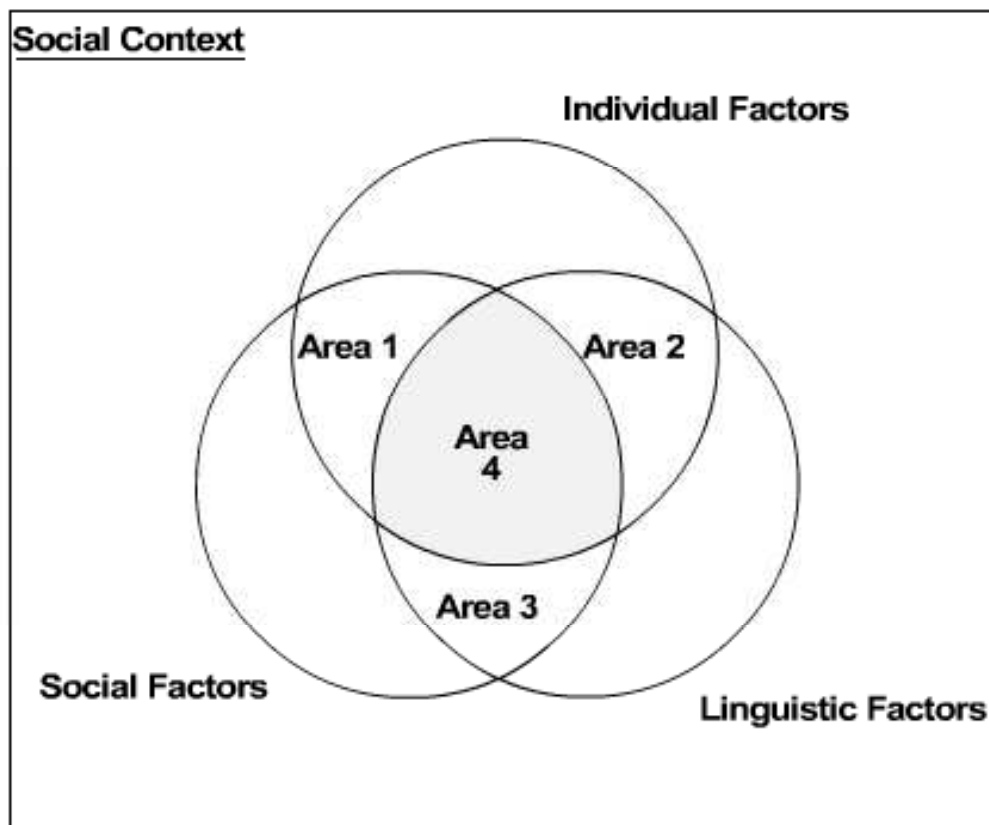 Social Context
Individual Factors
Area 1
Area 2
Area
4
Area 3
Social Factors
Linguistic Factors